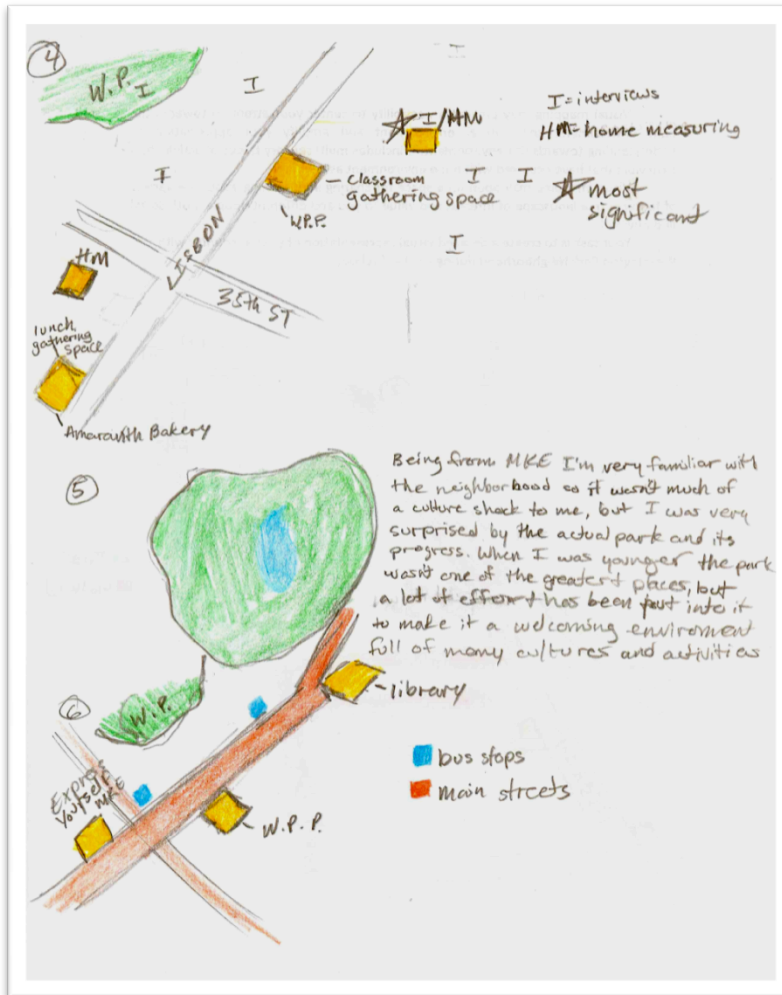 4
W.P. I
I
I
I
I/HM
I = interviews
HM = home measuring
I I
most
significant
I
Classroom
gathering space
W.P.P.
LISBON
35th ST
HM
lunch
gathering
space
Amaranth Bakery
5
Being from MKE I'm very familiar with
the neighborhood so it wasn't much of
a culture shock to me, but I was very
surprised by the actual park and its
progress. When I was younger the park
wasn't one of the greatest places, but
a lot of effort has been put into it
to make it a welcoming enviroment
full of many cultures and activities
6
W.P.
library
bus stops
main streets
Express
Yourself
MKE
W.P.P.